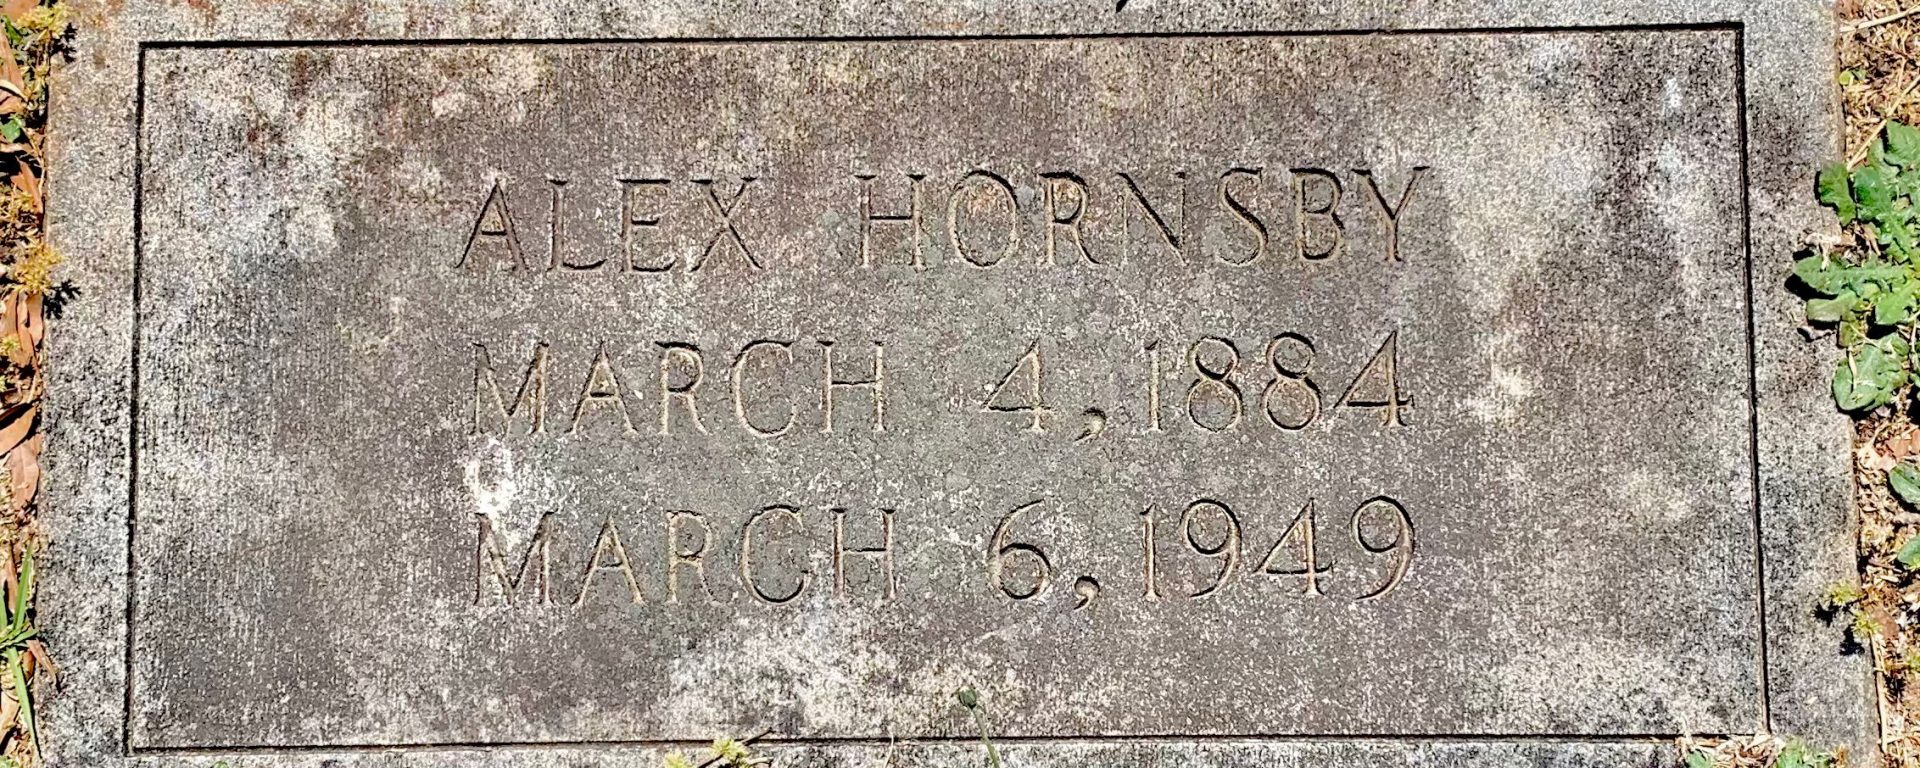 ALEX HORNSBY
MARCH 4, 1884
MARCH 6, 1949